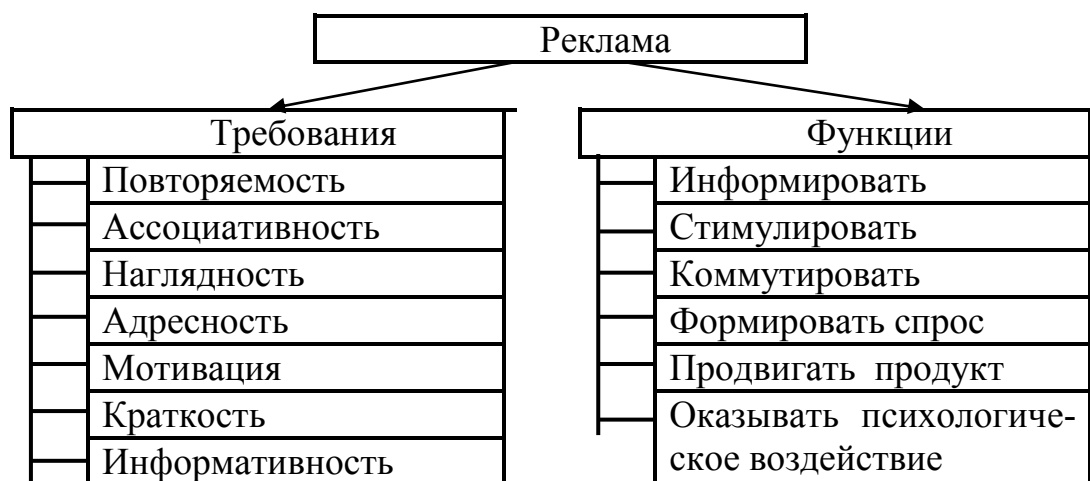 Реклама
Требования
Повторяемость
Ассоциативность
Наглядность
Адресность
Мотивация
Краткость
Информативность
Функции
Информировать
Стимулировать
Коммутировать
Формировать спрос
Продвигать продукт
Оказывать психологиче-
ское воздействие